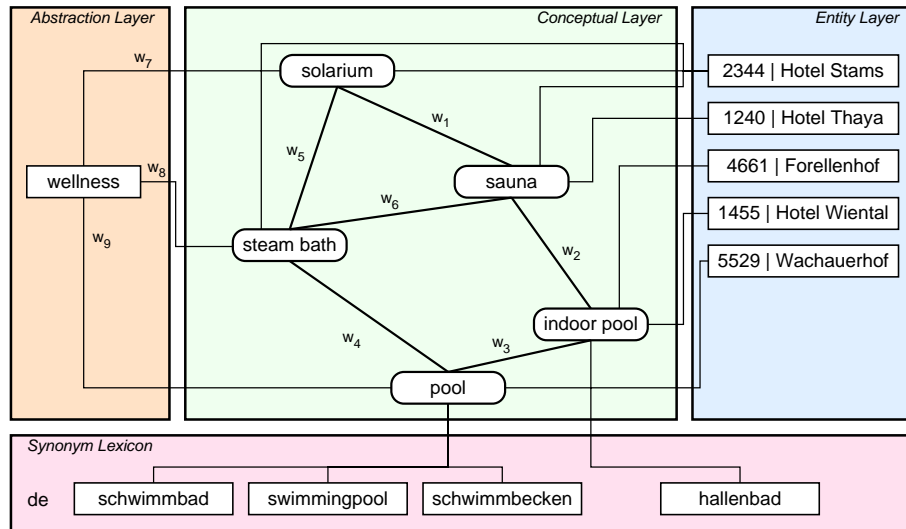 Abstraction Layer
Conceptual Layer
Entity Layer
w7
solarium
2344 | Hotel Stams
w1
1240 | Hotel Thaya
w5
w8
wellness
sauna
4661 | Forellenhof
w6
1455 | Hotel Wiental
w9
steam bath
w2
5529 | Wachauerhof
indoor pool
w4
w3
pool
Synonym Lexicon
de
schwimmbad
swimmingpool
schwimmbecken
hallenbad